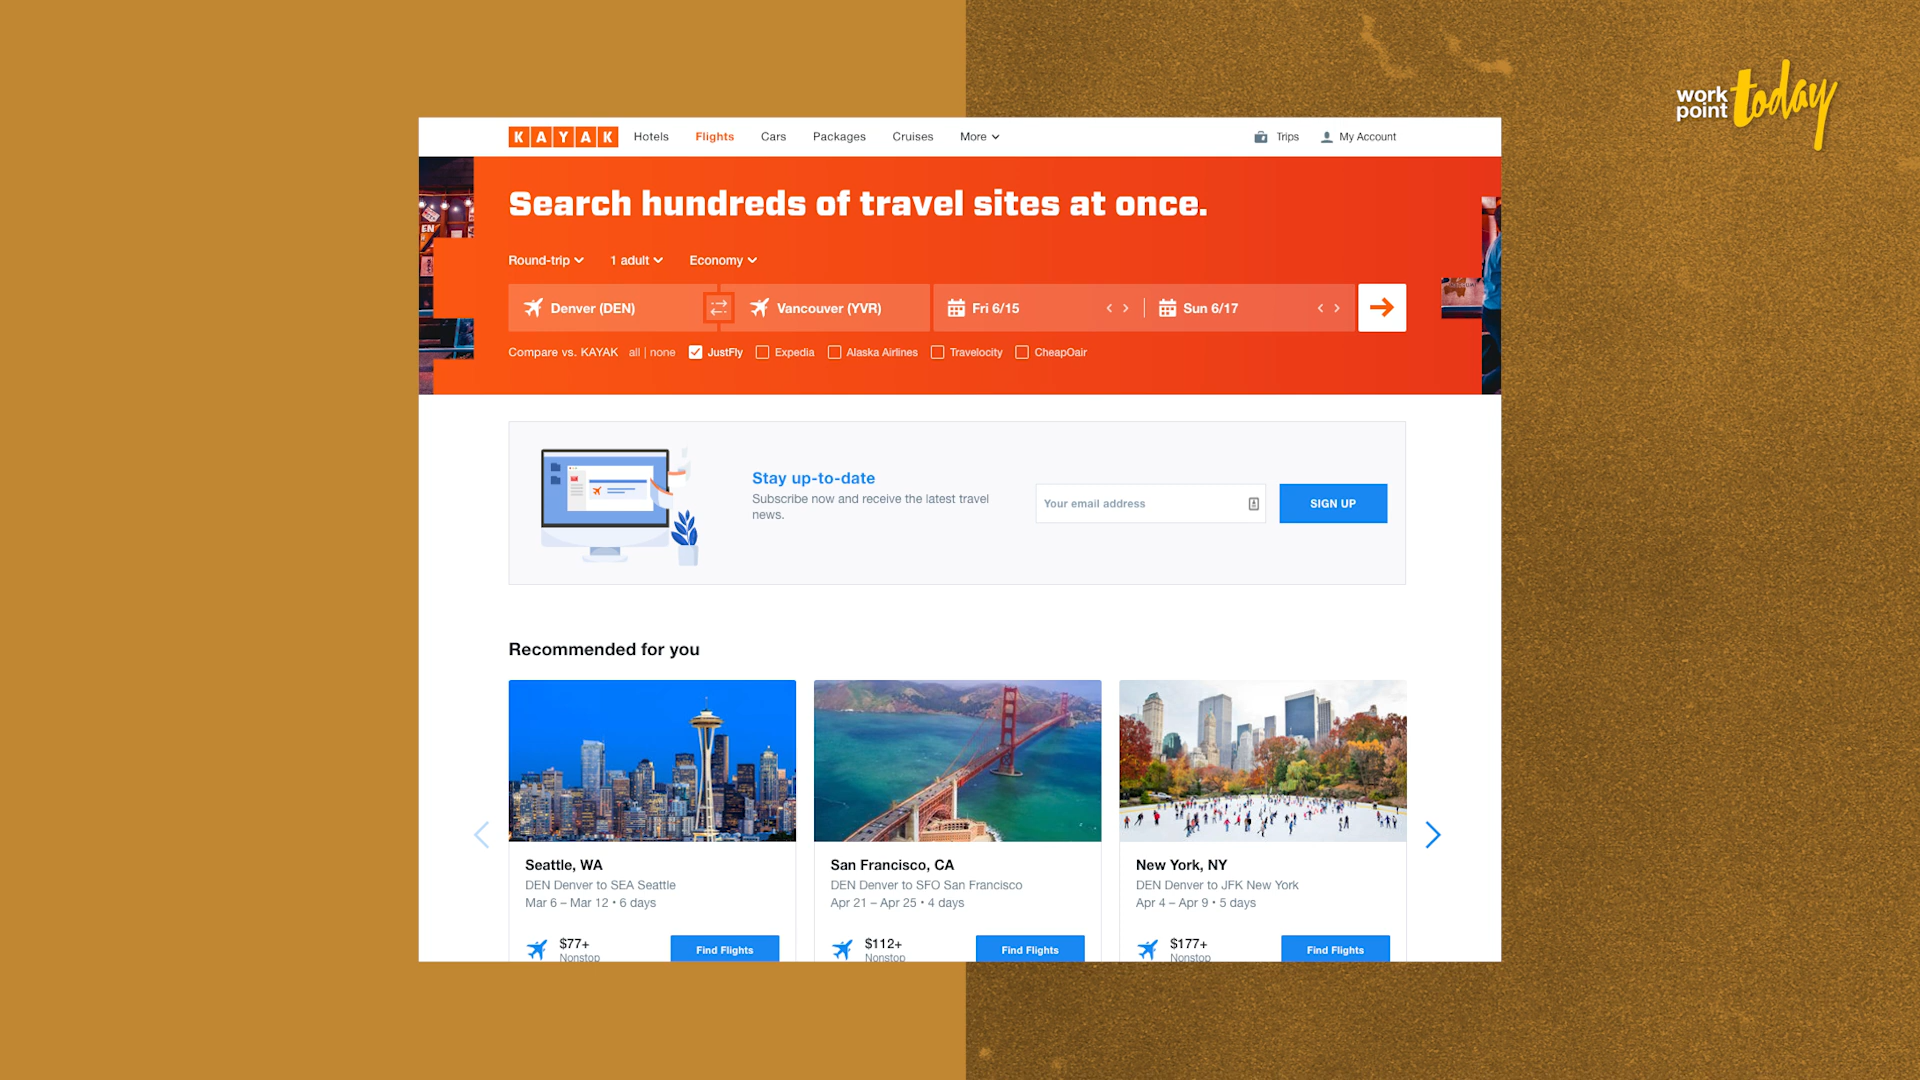 work
point today
KAYAK Hotels Flights Cars Packages Cruises More Trips My Account
Search hundreds of travel sites at once.
Round-trip 1 adult Economy
Denver (DEN) Vancouver (YVR) Fri 6/15 Sun 6/17
Compare vs. KAYAK all | none JustFly Expedia Alaska Airlines Travelocity CheapOair
Stay up-to-date
Subscribe now and receive the latest travel
news.
Your email address SIGN UP
Recommended for you
Seattle, WA
DEN Denver to SEA Seattle
Mar 6 – Mar 12 • 6 days
$77+
Nonstop
Find Flights
San Francisco, CA
DEN Denver to SFO San Francisco
Apr 21 – Apr 25 • 4 days
$112+
Nonstop
Find Flights
New York, NY
DEN Denver to JFK New York
Apr 4 – Apr 9 • 5 days
$177+
Nonstop
Find Flights